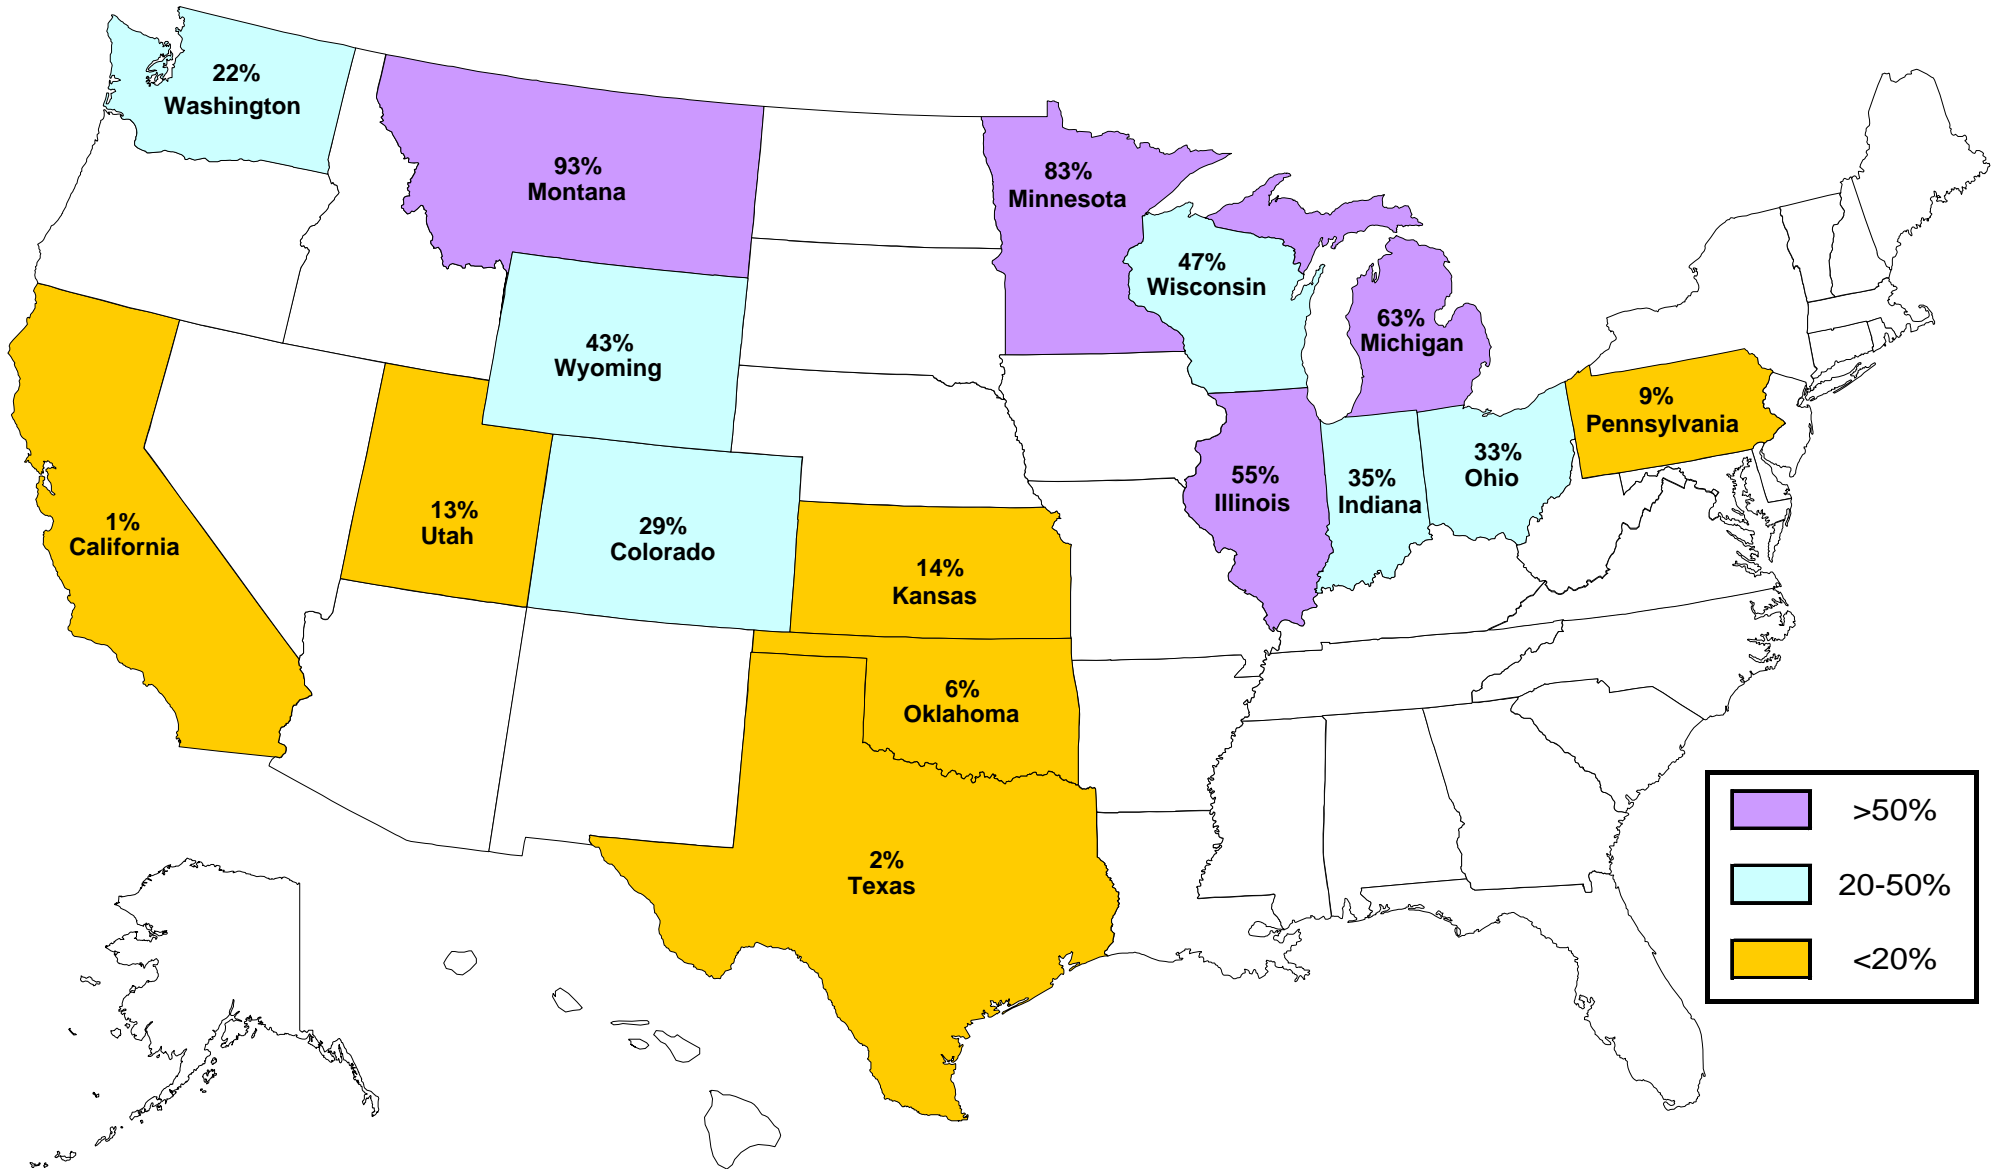 22%
Washington
93%
Montana
83%
Minnesota
47%
Wisconsin
63%
Michigan
43%
Wyoming
9%
Pennsylvania
33%
Ohio
55%
Illinois
35%
Indiana
1%
California
13%
Utah
29%
Colorado
14%
Kansas
6%
Oklahoma
2%
Texas
>50%
20-50%
<20%